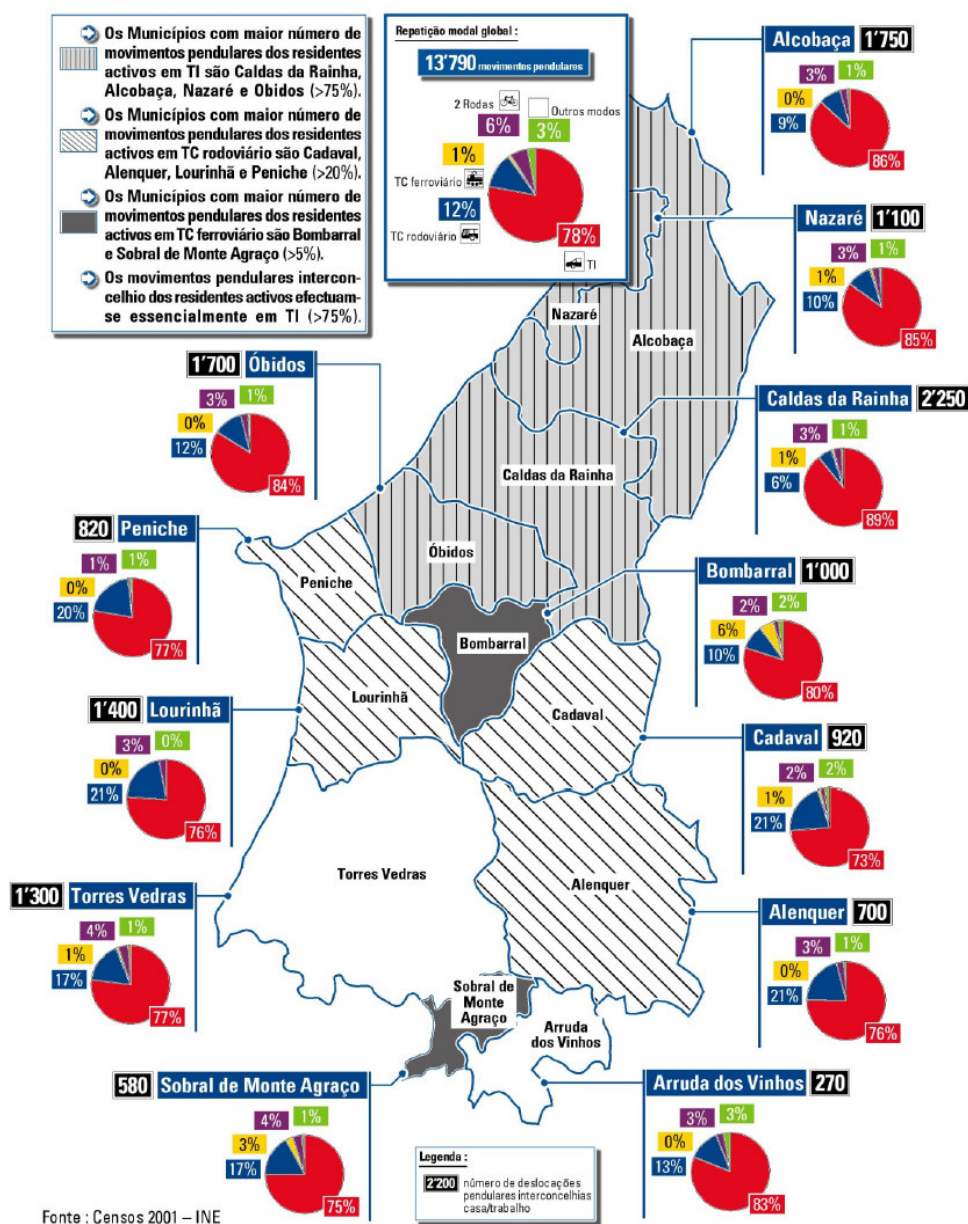 Os Municípios com maior número de
movimentos pendulares dos residentes
activos em TI são Caldas da Rainha,
Alcobaça, Nazaré e Obidos (>75%).
Os Municípios com maior número de
movimentos pendulares dos residentes
activos em TC rodoviário são Cadaval,
Alenquer, Lourinhã e Peniche (>20%).
Os Municípios com maior número de
movimentos pendulares dos residentes
activos em TC ferroviário são Bombarral
e Sobral de Monte Agraço (>5%).
Os movimentos pendulares intercon-
celhio dos residentes activos efectuam-
se essencialmente em TI (>75%).
Repatição modal global :
13'790 movimentos pendulares
2 Rodas
Outros modos
6%
3%
1%
TC ferroviário
12%
TC rodoviário
78%
TI
Alcobaça 1'750
3% 1%
0%
9%
86%
Nazaré 1'100
3% 1%
1%
10%
85%
Nazaré
Alcobaça
1'700 Óbidos
3% 1%
0%
12%
84%
Caldas da Rainha 2'250
3% 1%
1%
6%
89%
Caldas da Rainha
820 Peniche
1% 1%
0%
20%
77%
Óbidos
Peniche
Bombarral 1'000
2% 2%
6%
10%
80%
Bombarral
Lourinhã
Cadaval
1'400 Lourinhã
3% 0%
0%
21%
76%
Cadaval 920
2% 2%
1%
21%
73%
Torres Vedras
Alenquer
1'300 Torres Vedras
4% 1%
1%
17%
77%
Alenquer 700
3% 1%
0%
21%
76%
Sobral de
Monte
Agraço
Arruda
dos Vinhos
580 Sobral de Monte Agraço
4% 1%
3%
17%
75%
Arruda dos Vinhos 270
3% 3%
0%
13%
83%
Legenda :
2'200 número de deslocações
pendulares interconcelhias
casa/trabalho
Fonte : Censos 2001 – INE